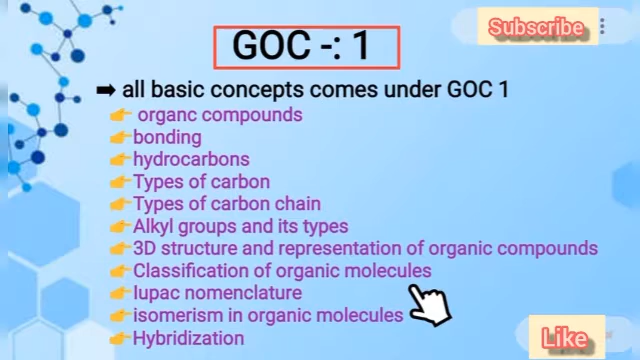 Subscribe
GOC -: 1
➡ all basic concepts comes under GOC 1
👉 organc compounds
👉bonding
👉hydrocarbons
👉Types of carbon
👉Types of carbon chain
👉Alkyl groups and its types
👉3D structure and representation of organic compounds
👉Classification of organic molecules
👉Iupac nomenclature
👉isomerism in organic molecules
👉Hybridization
Like